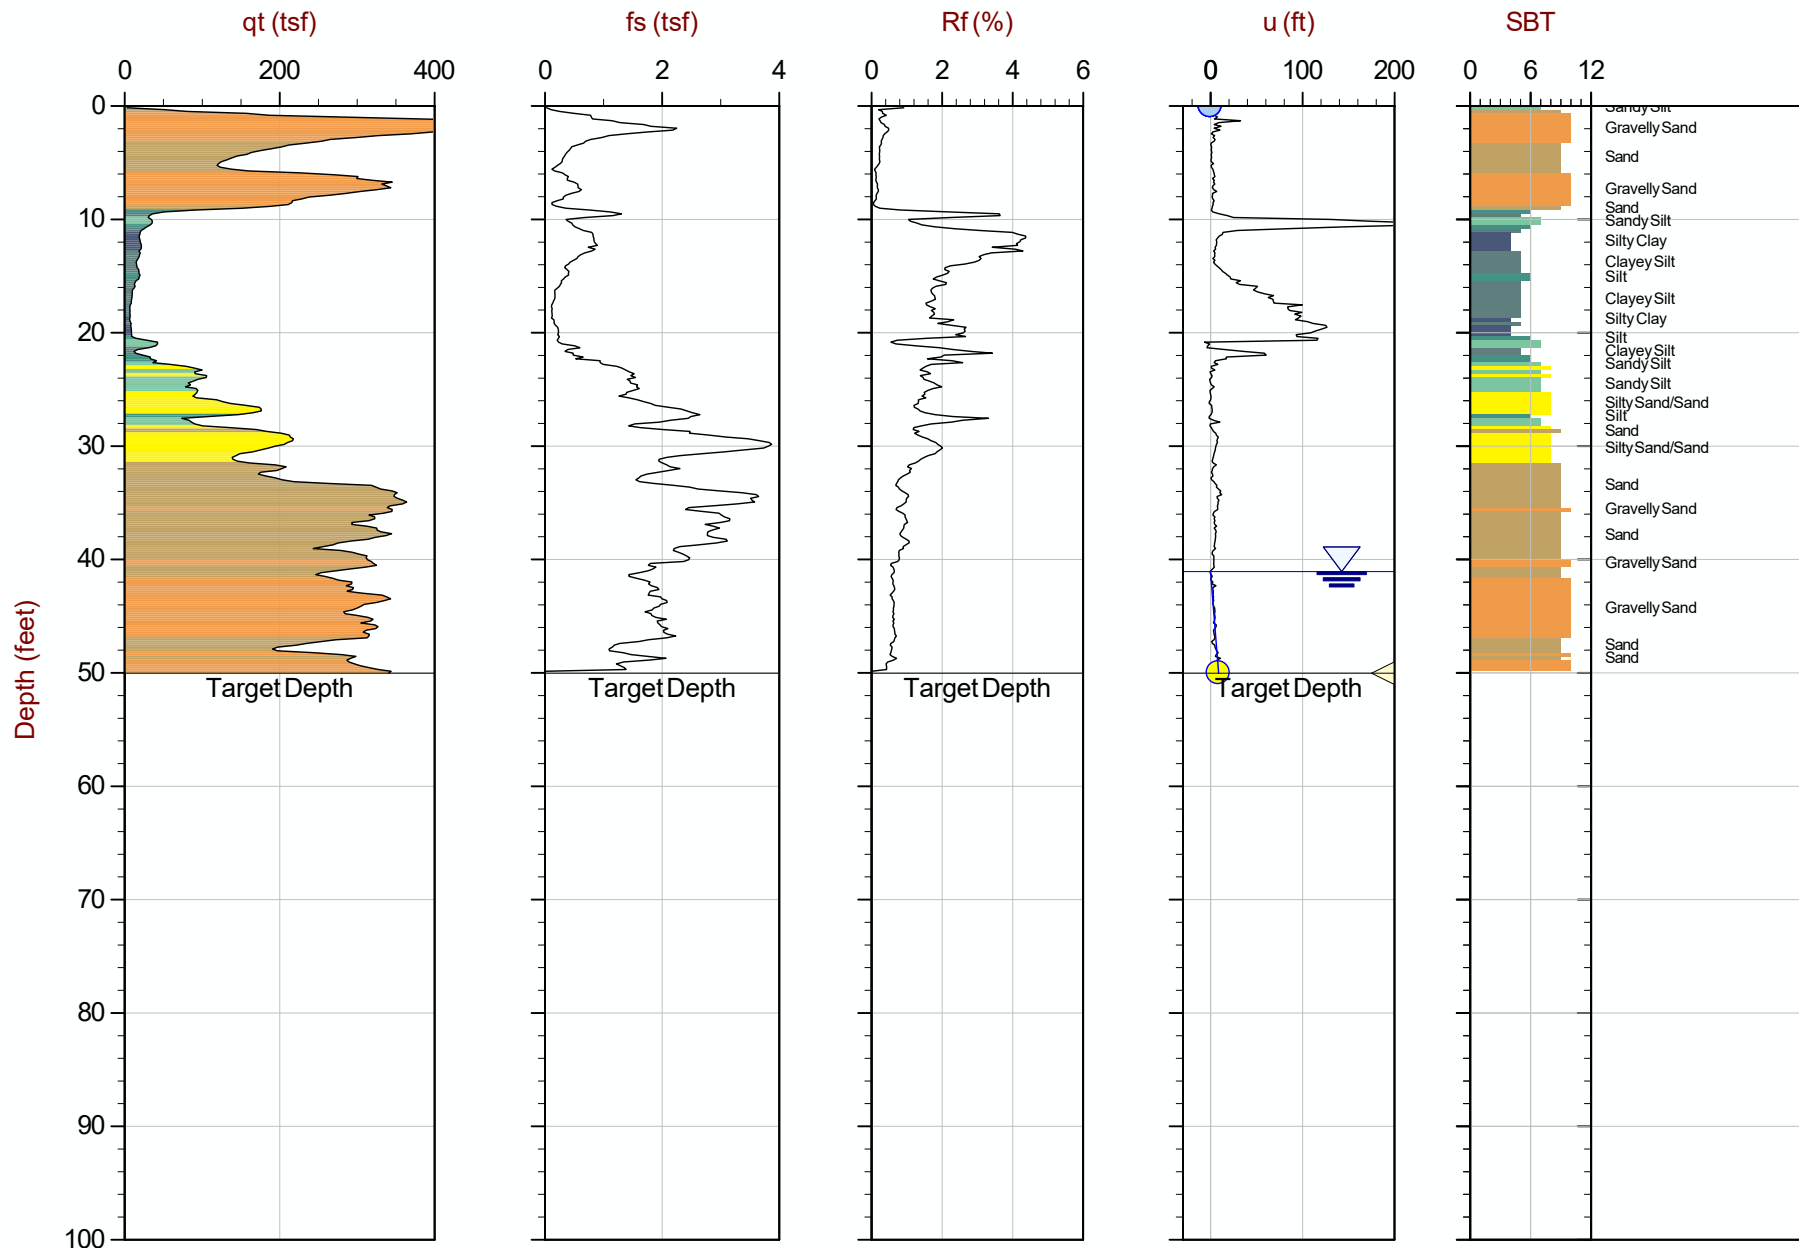 qt (tsf) fs (tsf) Rf (%) u (ft) SBT
0 200 400 0 2 4 0 2 4 6 0 100 200 0 6 12
0
Sandy Silt
Gravelly Sand
Sand
Gravelly Sand
Sand
10
Sandy Silt
Silty Clay
Clayey Silt
Silt
Clayey Silt
Silty Clay
20
Silt
Clayey Silt
Sandy Silt
Sandy Silt
Silty Sand/Sand
Silt
Sand
30
Silty Sand/Sand
Sand
Gravelly Sand
Sand
40
Gravelly Sand
Gravelly Sand
Sand
Sand
50
Target Depth Target Depth Target Depth Target Depth
Depth (feet)
60
70
80
90
100